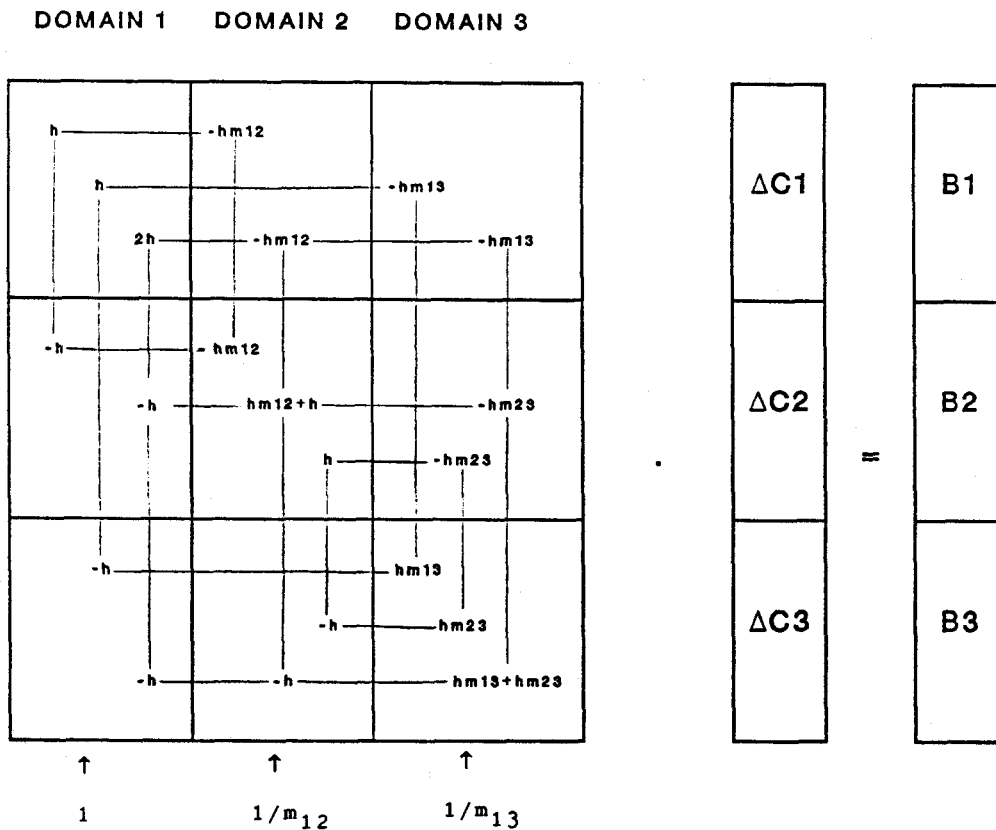 DOMAIN 1 DOMAIN 2 DOMAIN 3
h -hm12
h -hm13
2h -hm12 -hm13
ΔC1 B1
-h -hm12
-h hm12+h -hm23
ΔC2 B2
h -hm23
. =
-h hm13
-h hm23
ΔC3 B3
-h -h hm13+hm23
↑ ↑ ↑
1 1/m12 1/m13